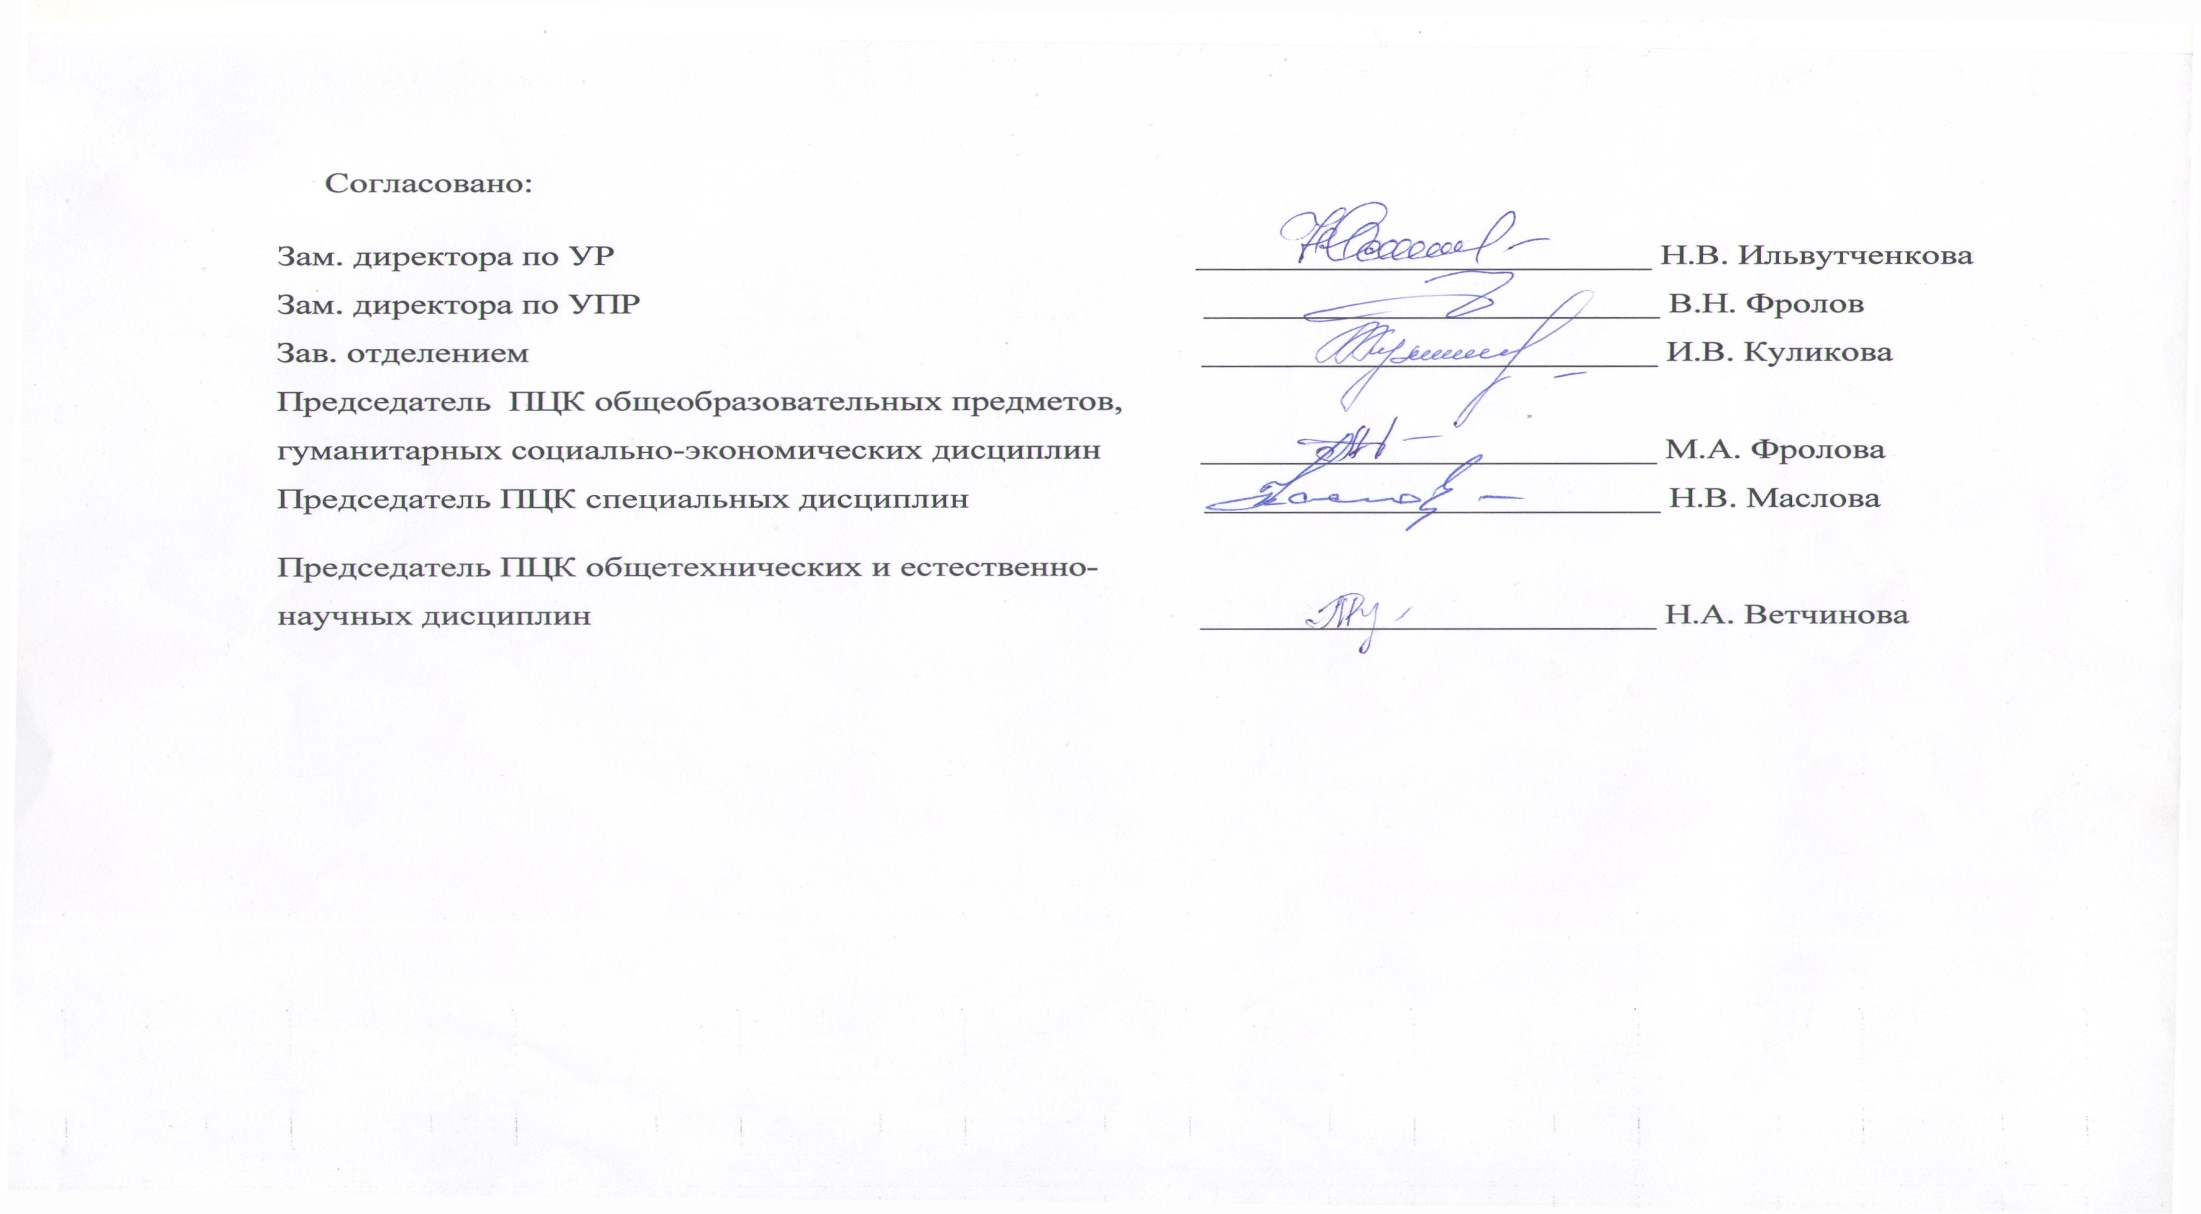 Согласовано:
Зам. директора по УР Н.В. Ильвутченкова
Зам. директора по УПР В.Н. Фролов
Зав. отделением И.В. Куликова
Председатель ПЦК общеобразовательных предметов,
гуманитарных социально-экономических дисциплин М.А. Фролова
Председатель ПЦК специальных дисциплин Н.В. Маслова
Председатель ПЦК общетехнических и естественно-
научных дисциплин Н.А. Ветчинова